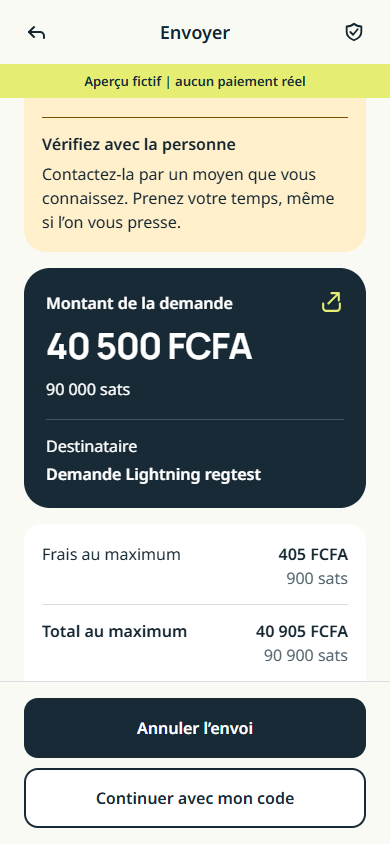 Envoyer
Aperçu fictif | aucun paiement réel
Vérifiez avec la personne
Contactez-la par un moyen que vous
connaissez. Prenez votre temps, même
si l’on vous presse.
Montant de la demande
40 500 FCFA
90 000 sats
Destinataire
Demande Lightning regtest
Frais au maximum
405 FCFA
900 sats
Total au maximum
40 905 FCFA
90 900 sats
Annuler l’envoi
Continuer avec mon code